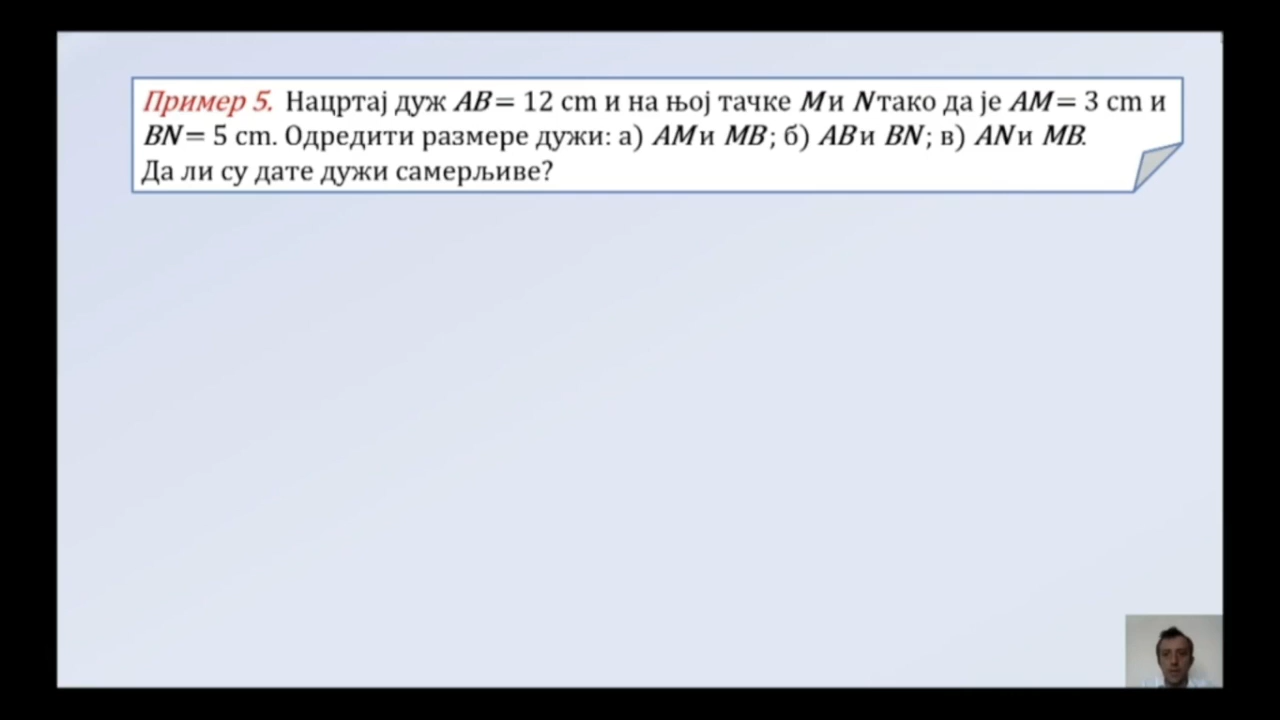 Пример 5. Нацртај дуж AB = 12 cm и на њој тачке M и N тако да је AM = 3 cm и
BN = 5 cm. Одредити размере дужи: а) AM и MB; б) AB и BN; в) AN и MB.
Да ли су дате дужи самерљиве?